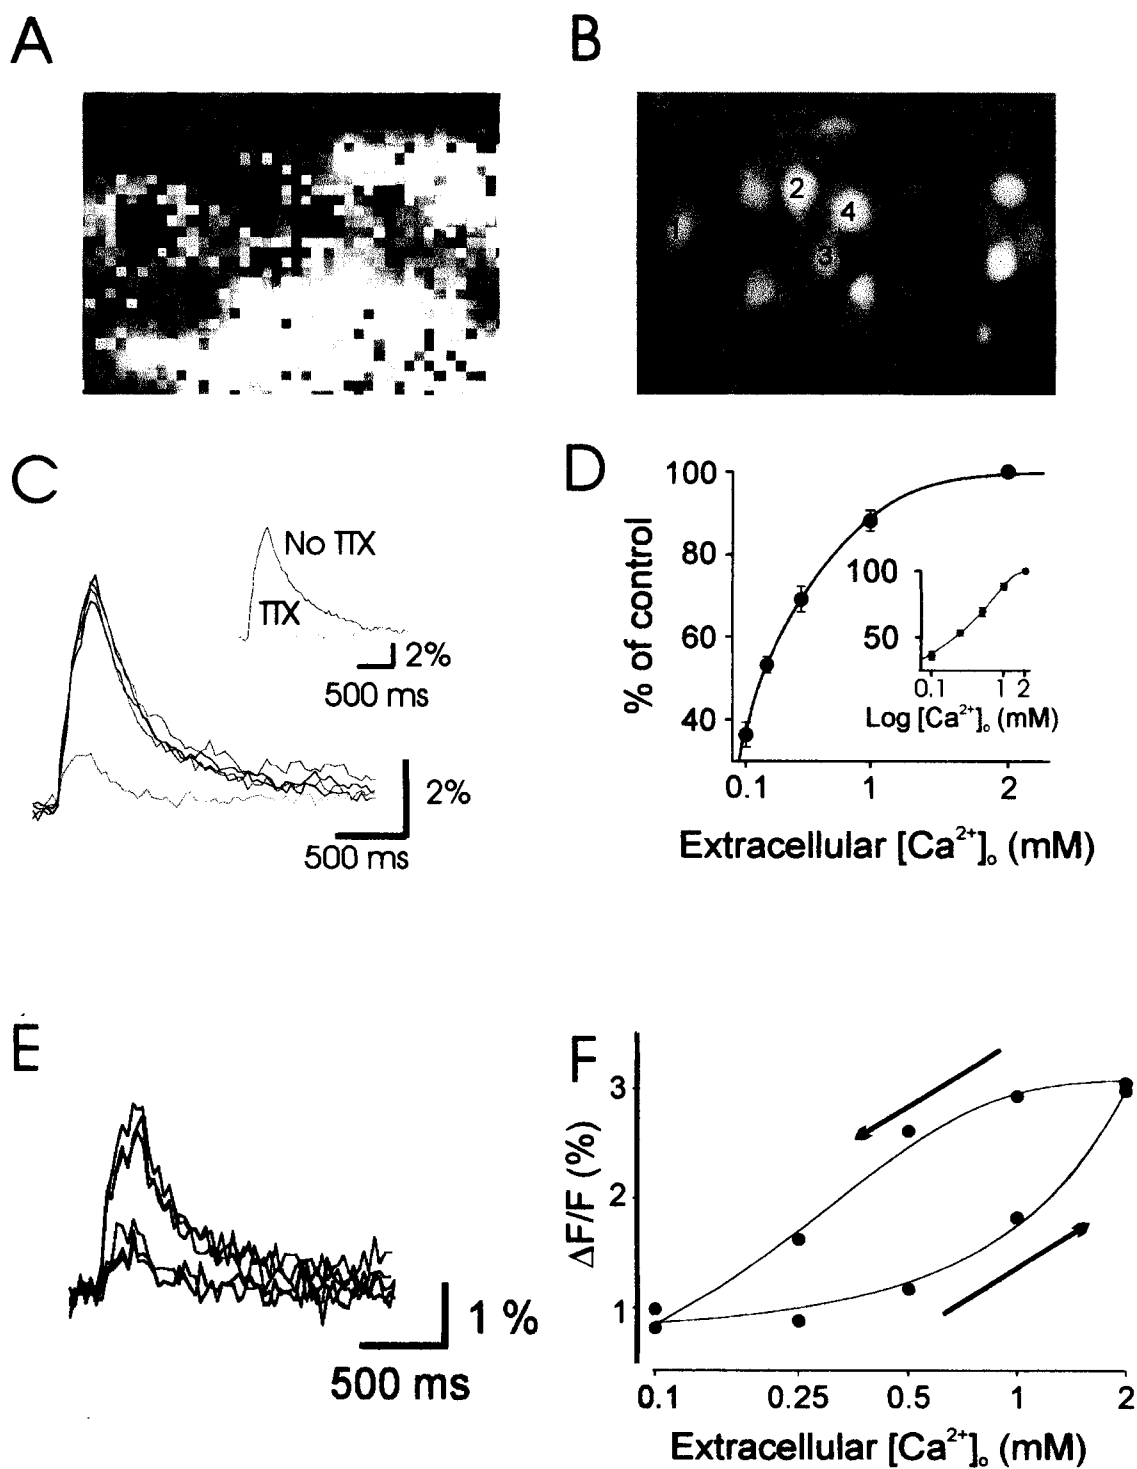 A
B
1
2
4
3
C
No TTX
TTX
2%
500 ms
2%
500 ms
D
% of control
100
80
60
40
0.1 1 2
Extracellular [Ca²⁺]ₒ (mM)
100
50
0.1 1 2
Log [Ca²⁺]ₒ (mM)
E
1 %
500 ms
F
ΔF/F (%)
3
2
1
0.1 0.25 0.5 1 2
Extracellular [Ca²⁺]ₒ (mM)